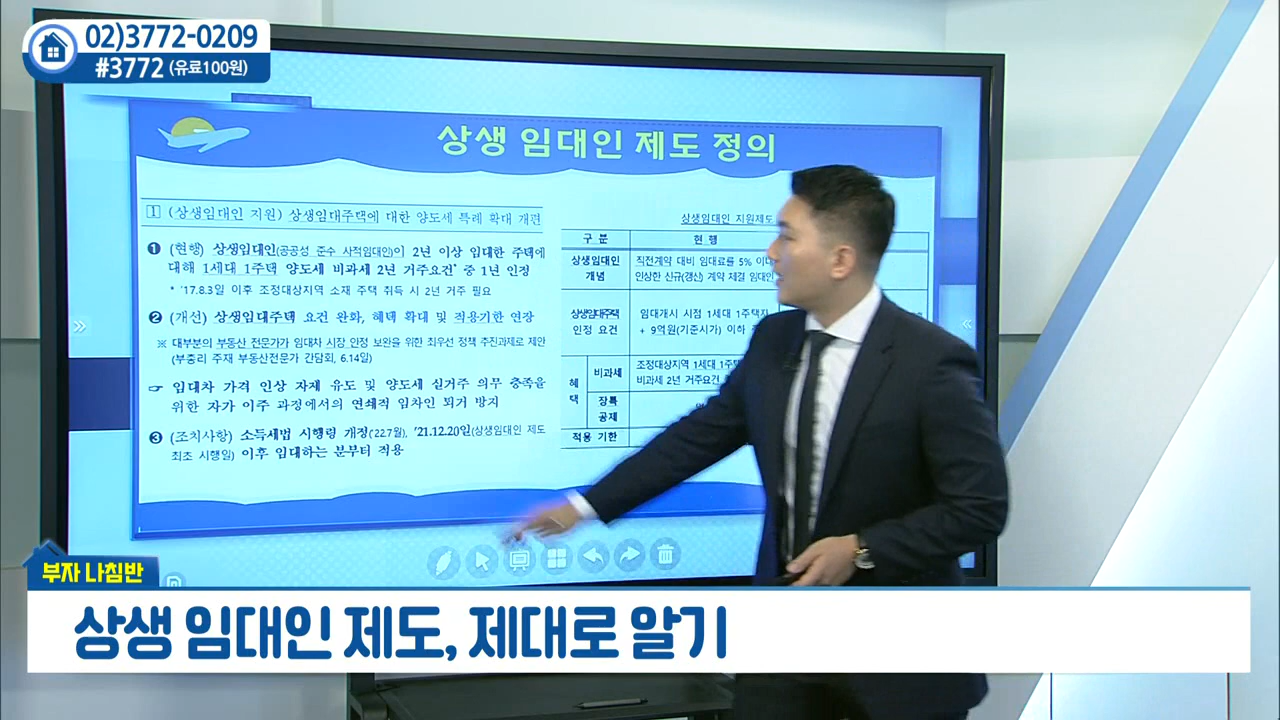 02)3772-0209
#3772 (유료100원)
상생 임대인 제도 정의
1 (상생임대인 지원) 상생임대주택에 대한 양도세 특례 확대 개편
❶ (현행) 상생임대인(공공성 준수 사적임대인)이 2년 이상 임대한 주택에
대해 1세대 1주택 양도세 비과세 2년 거주요건* 중 1년 인정
* '17.8.3일 이후 조정대상지역 소재 주택 취득 시 2년 거주 필요
❷ (개선) 상생임대주택 요건 완화, 혜택 확대 및 적용기한 연장
※ 대부분의 부동산 전문가가 임대차 시장 안정 보완을 위한 최우선 정책 추진과제로 제안
(부총리 주재 부동산전문가 간담회, 6.14일)
☞ 임대차 가격 인상 자제 유도 및 양도세 실거주 의무 충족을
위한 자가 이주 과정에서의 연쇄적 임차인 퇴거 방지
❸ (조치사항) 소득세법 시행령 개정('22.7월), '21.12.20일(상생임대인 제도
최초 시행일) 이후 임대하는 분부터 적용
상생임대인 지원제도
구 분 현 행
상생임대인 개념 직전계약 대비 임대료를 5% 이내
인상한 신규(갱신) 계약 체결 임대인
상생임대주택 인정 요건 임대개시 시점 1세대 1주택자
+ 9억원(기준시가) 이하
혜택 비과세 조정대상지역 1세대 1주택
비과세 2년 거주요건
장특공제
적용 기한
부자 나침반
상생 임대인 제도, 제대로 알기